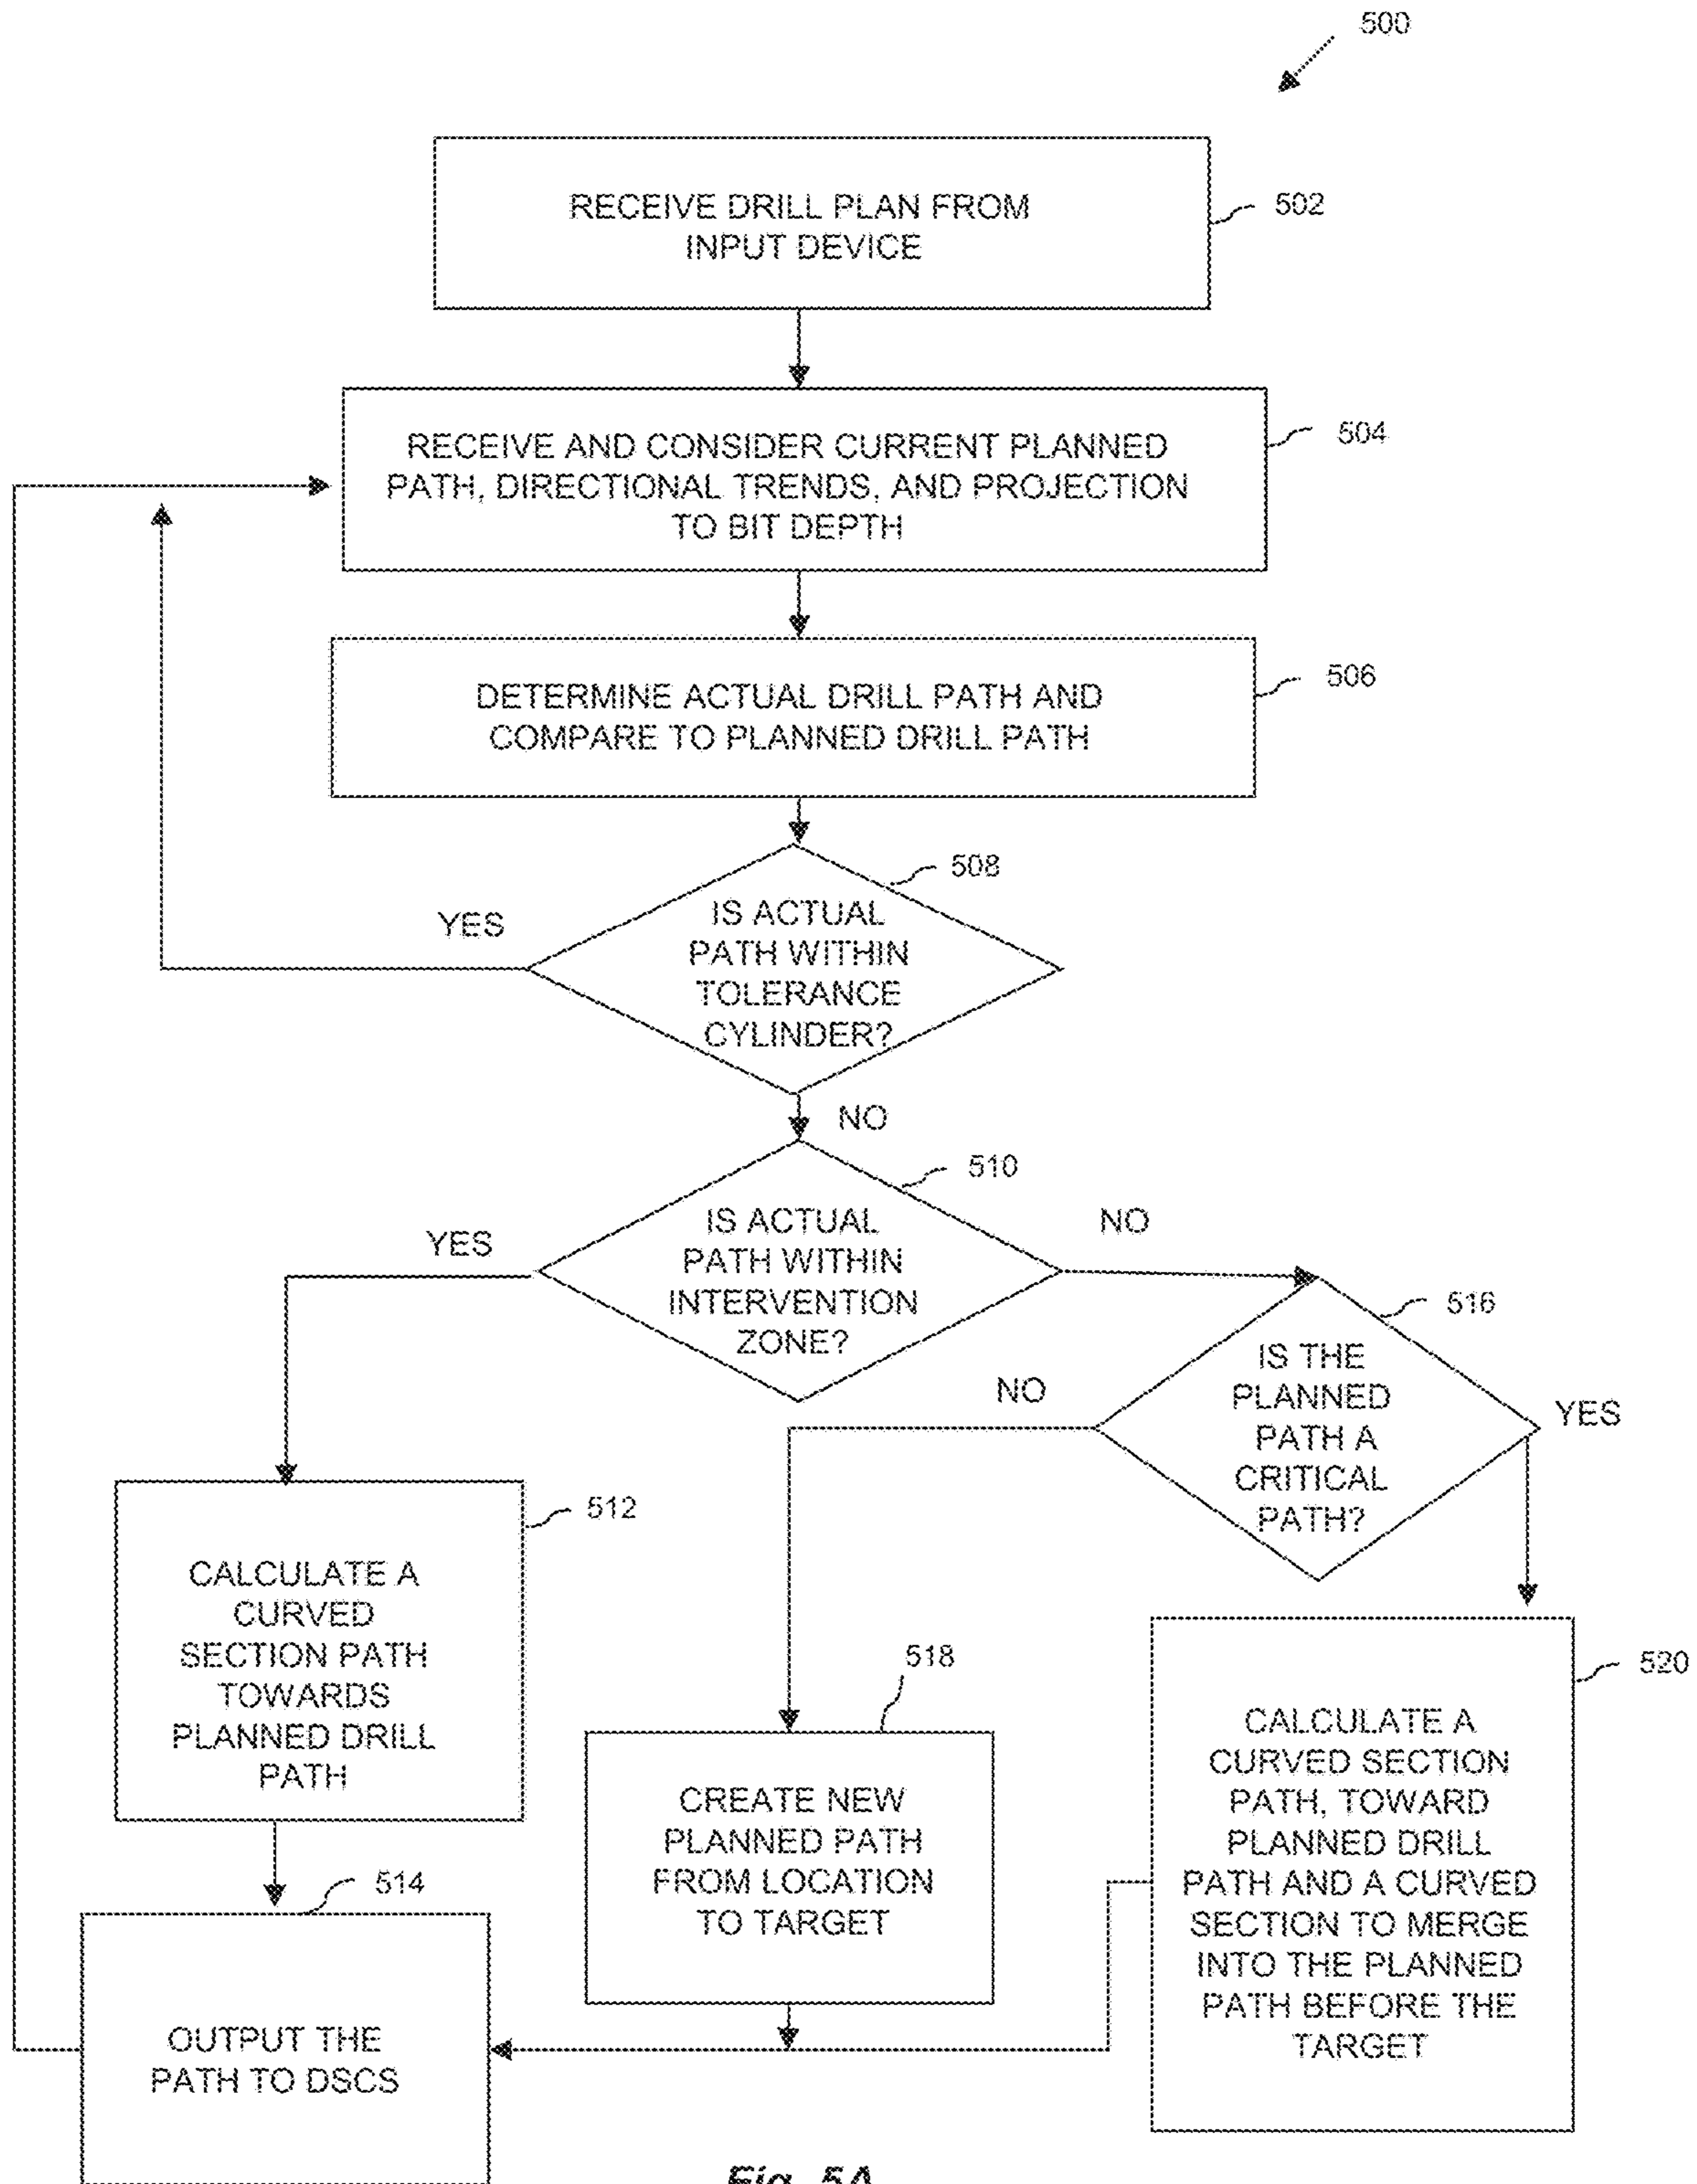 500
RECEIVE DRILL PLAN FROM
INPUT DEVICE
502
RECEIVE AND CONSIDER CURRENT PLANNED
PATH, DIRECTIONAL TRENDS, AND PROJECTION
TO BIT DEPTH
504
DETERMINE ACTUAL DRILL PATH AND
COMPARE TO PLANNED DRILL PATH
506
508
IS ACTUAL
PATH WITHIN
TOLERANCE
CYLINDER?
YES
NO
510
IS ACTUAL
PATH WITHIN
INTERVENTION
ZONE?
YES
NO
516
IS THE
PLANNED
PATH A
CRITICAL
PATH?
NO
YES
512
CALCULATE A
CURVED
SECTION PATH
TOWARDS
PLANNED DRILL
PATH
518
CREATE NEW
PLANNED PATH
FROM LOCATION
TO TARGET
520
CALCULATE A
CURVED SECTION
PATH, TOWARD
PLANNED DRILL
PATH AND A CURVED
SECTION TO MERGE
INTO THE PLANNED
PATH BEFORE THE
TARGET
514
OUTPUT THE
PATH TO DSCS
Fig. 5A